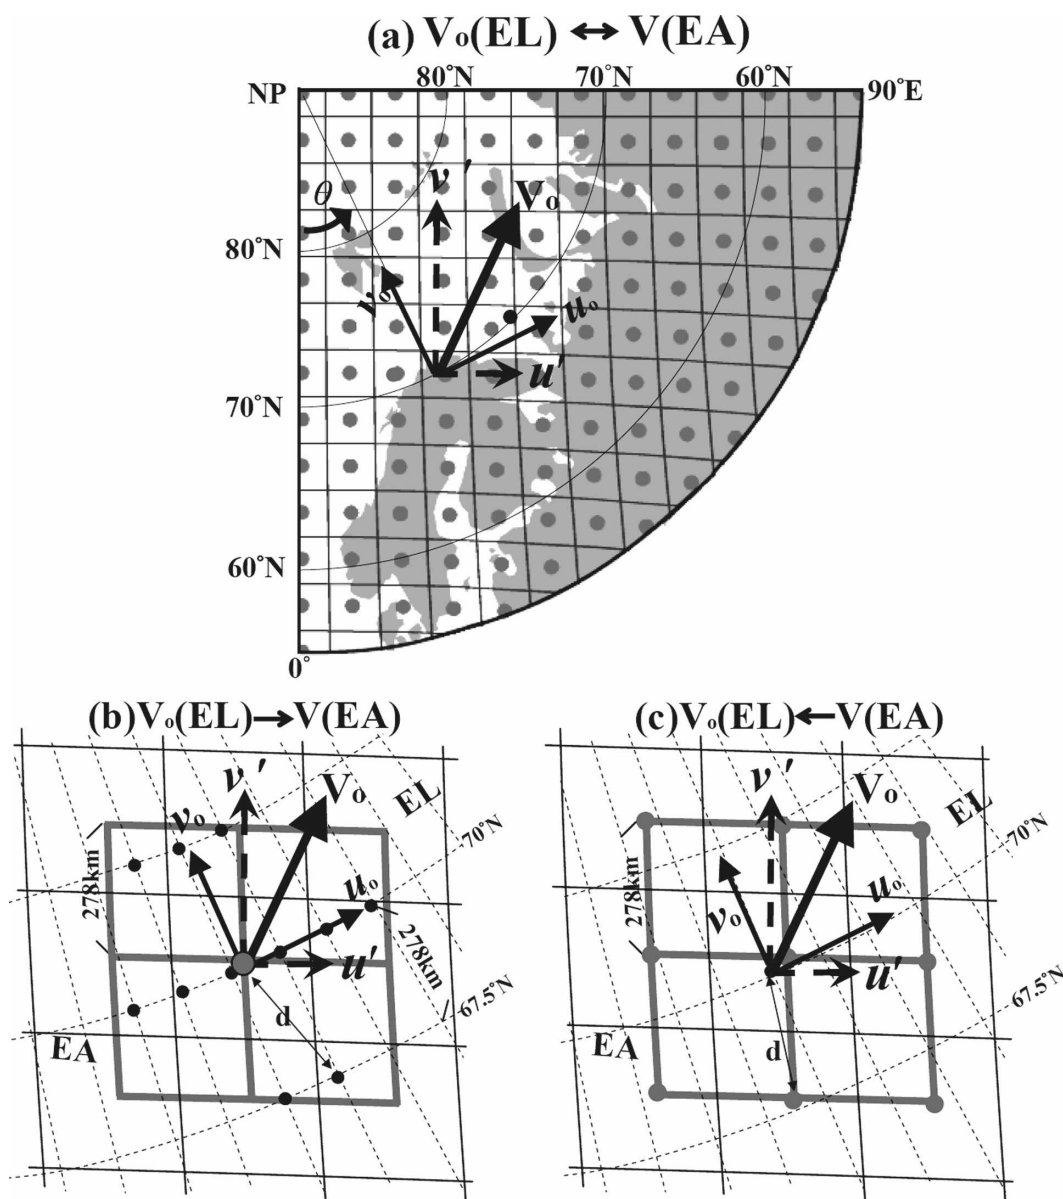 (a) Vo(EL) ↔ V(EA)
80°N 70°N 60°N
NP 90°E
θ
v'
Vo
80°N
vo
uo
u'
70°N
60°N
0°
(b)Vo(EL)→V(EA)
v'
Vo
EL
vo
70°N
278km
uo
u'
278km
67.5°N
d
EA
(c)Vo(EL)←V(EA)
v'
Vo
EL
70°N
278km
uo
vo
u'
67.5°N
EA
d